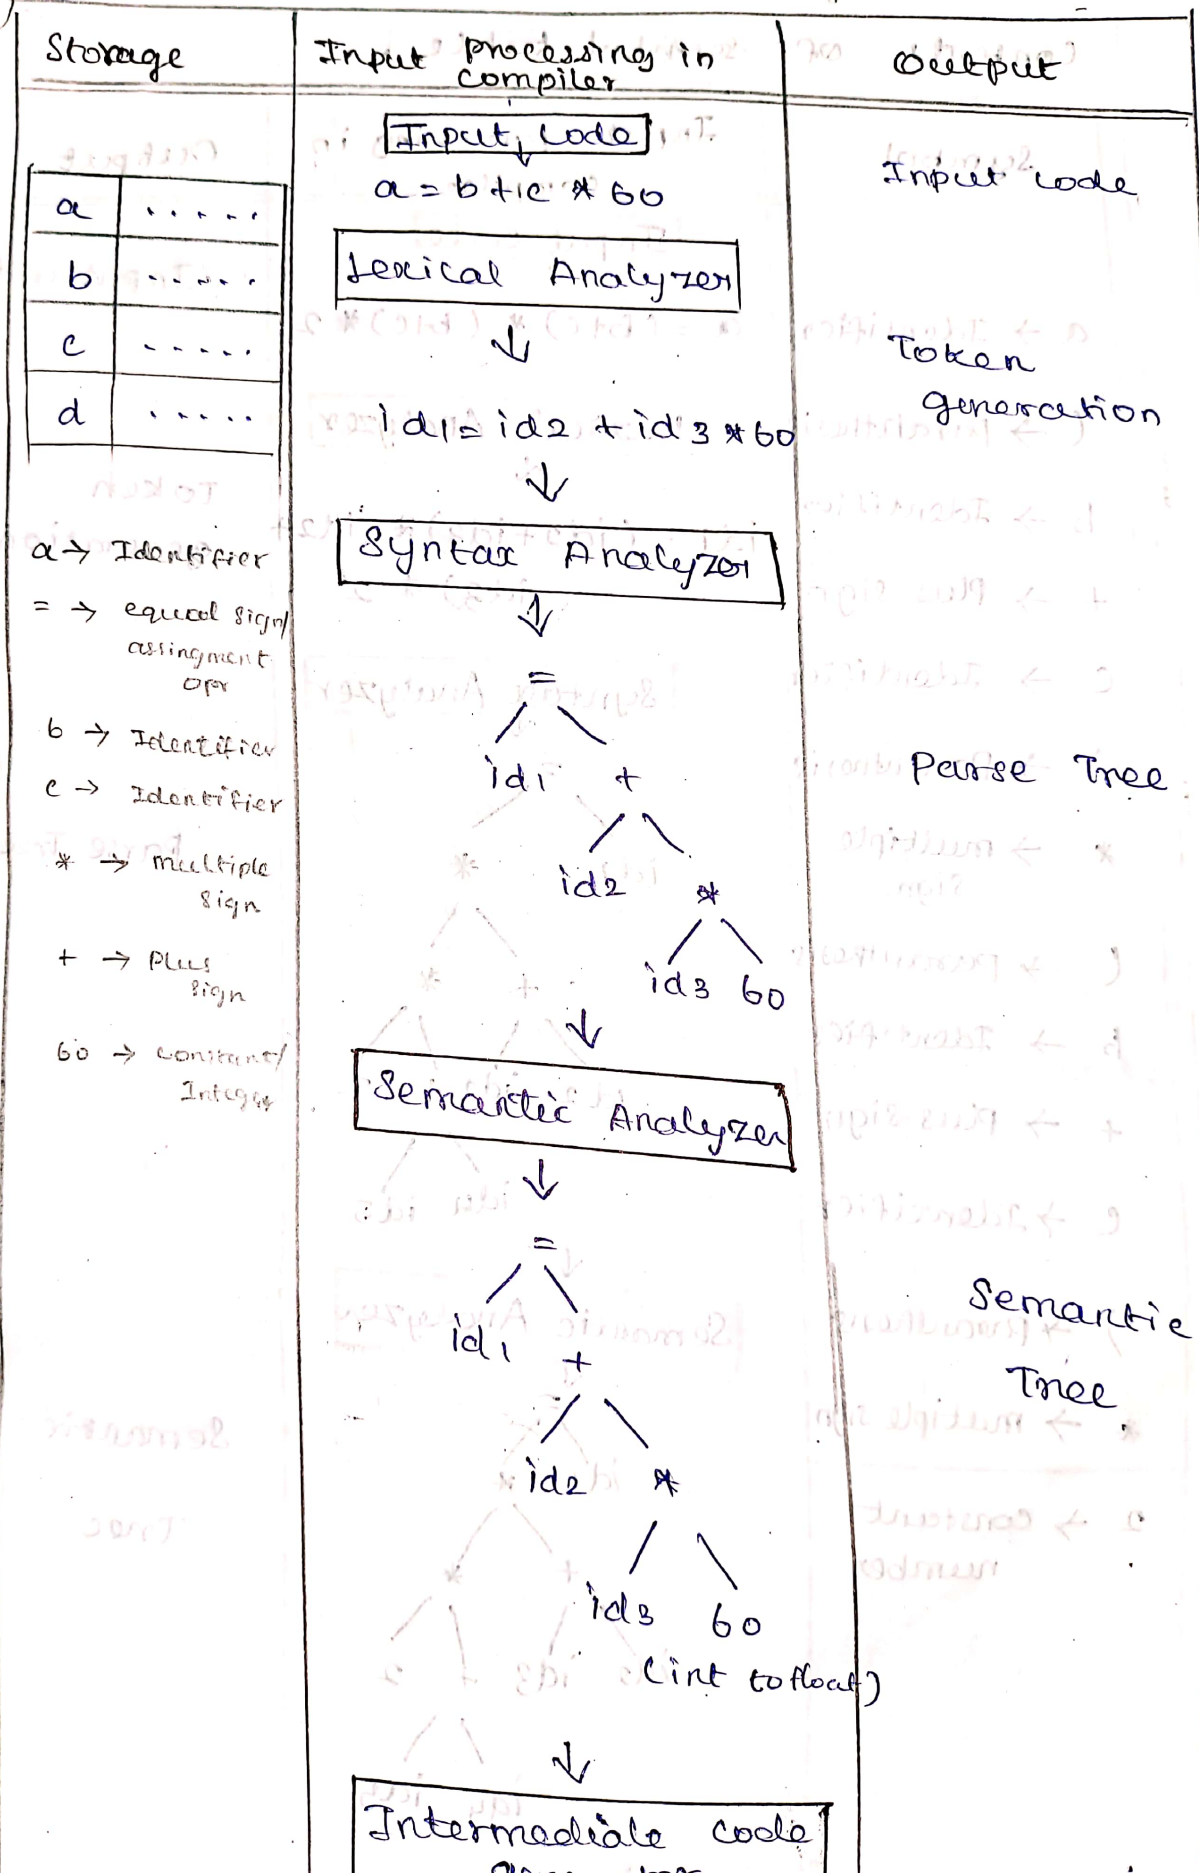 Storage
Input processing in
compiler
Output
Input code
a = b + c * 60
Input code
a .....
b .....
c .....
d .....
Lexical Analyzer
↓
id1 = id2 + id3 * 60
Token
generation
↓
a → Identifier
= → equal sign/
assingment
opr
b → Identifier
c → Identifier
* → multiple
sign
+ → plus
sign
60 → constant/
Integer
Syntax Analyzer
↓
=
id1 +
id2 *
id3 60
Parse Tree
↓
Semantic Analyzer
↓
=
id1 +
id2 *
id3 60
(int to float)
Semantic
Tree
↓
Intermediate code